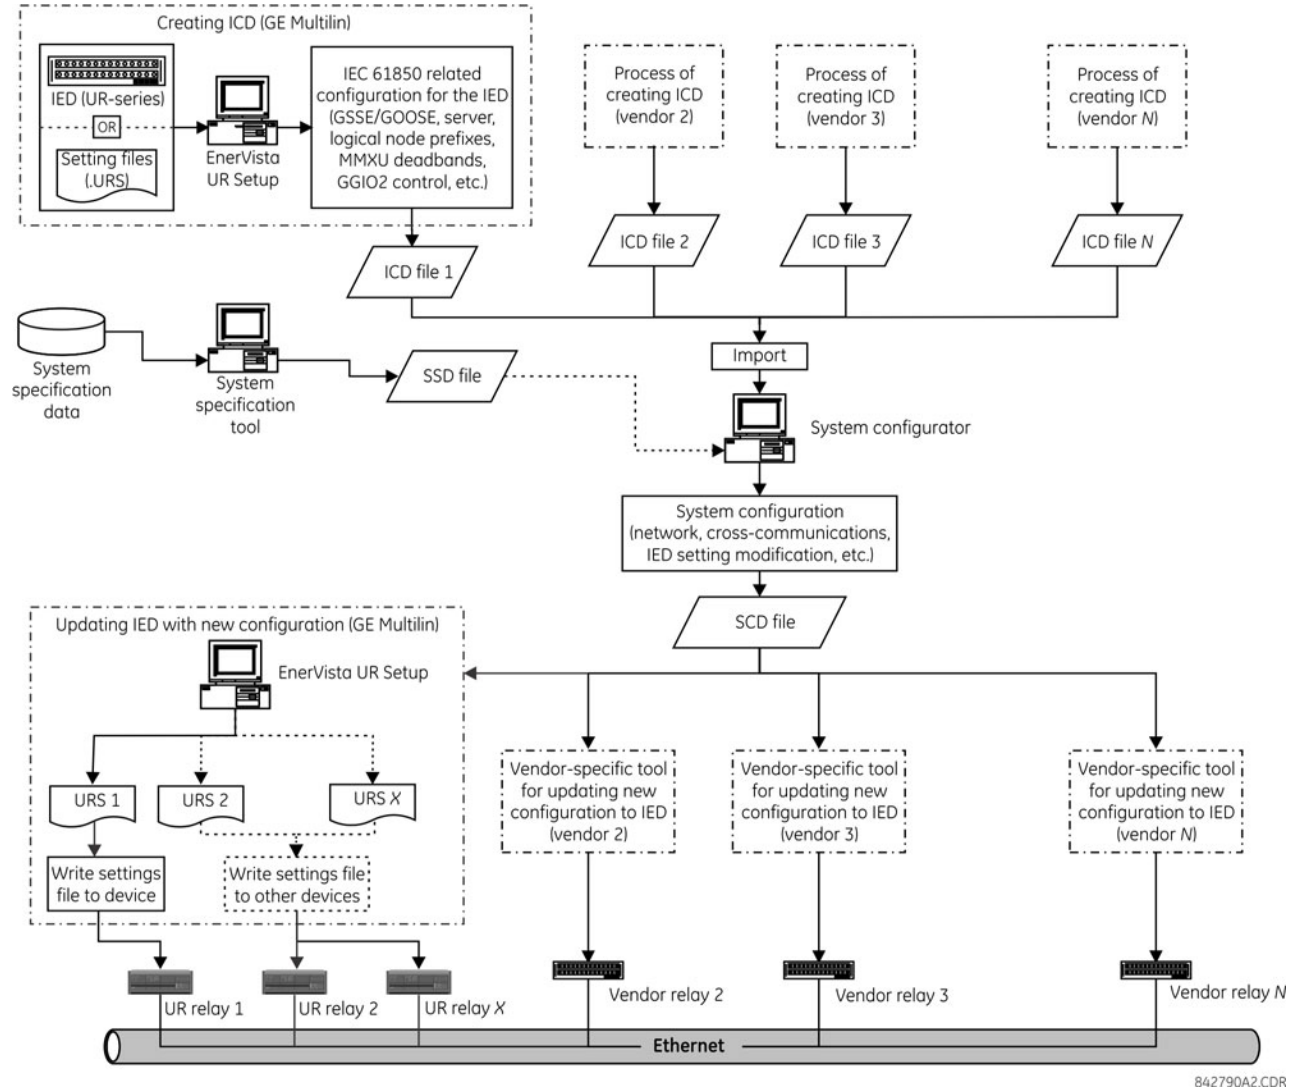 Creating ICD (GE Multilin)
IED (UR-series)
OR
Setting files
(.URS)
EnerVista
UR Setup
IEC 61850 related
configuration for the IED
(GSSE/GOOSE, server,
logical node prefixes,
MMXU deadbands,
GGIO2 control, etc.)
Process of
creating ICD
(vendor 2)
Process of
creating ICD
(vendor 3)
Process of
creating ICD
(vendor N)
ICD file 1
ICD file 2
ICD file 3
ICD file N
System
specification
data
System
specification
tool
SSD file
Import
System configurator
System configuration
(network, cross-communications,
IED setting modification, etc.)
SCD file
Updating IED with new configuration (GE Multilin)
EnerVista UR Setup
URS 1
URS 2
URS X
Write settings
file to device
Write settings file
to other devices
Vendor-specific tool
for updating new
configuration to IED
(vendor 2)
Vendor-specific tool
for updating new
configuration to IED
(vendor 3)
Vendor-specific tool
for updating new
configuration to IED
(vendor N)
UR relay 1
UR relay 2
UR relay X
Vendor relay 2
Vendor relay 3
Vendor relay N
Ethernet
842790A2.CDR